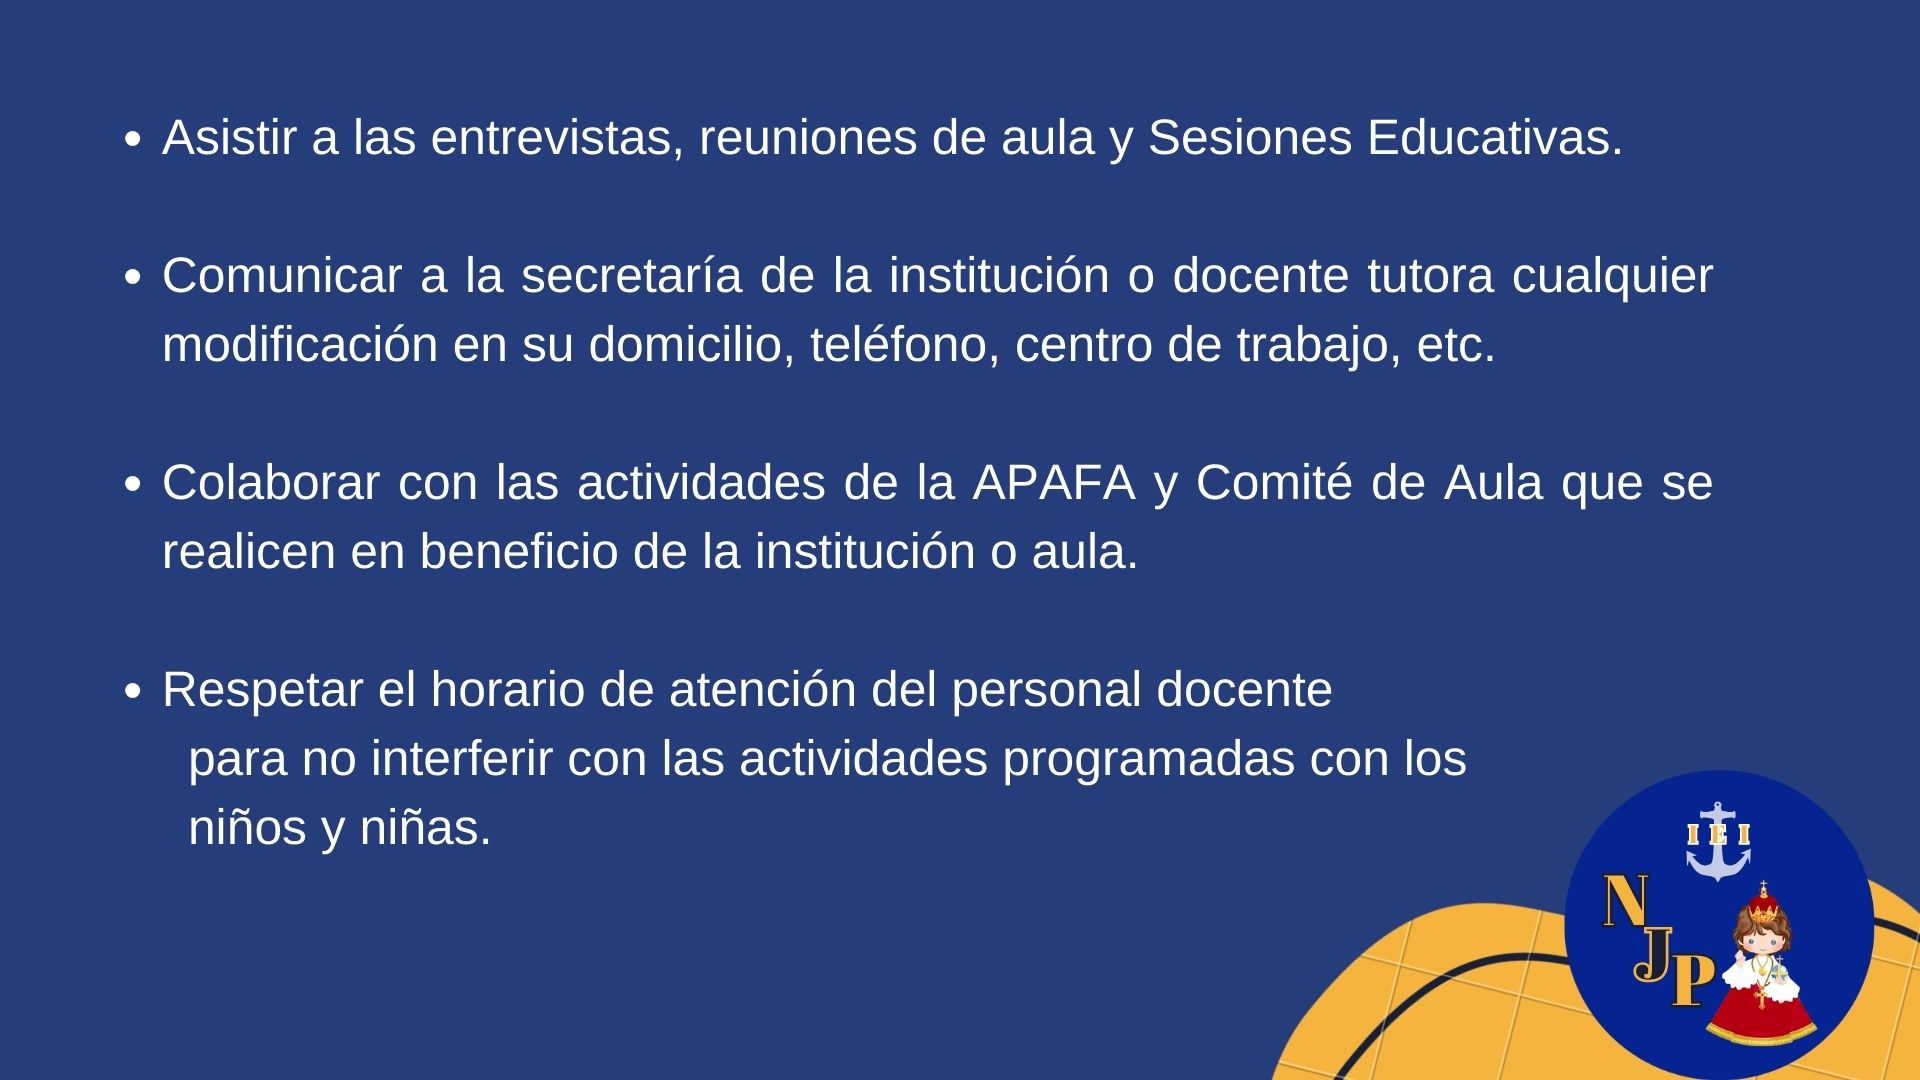 • Asistir a las entrevistas, reuniones de aula y Sesiones Educativas.
• Comunicar a la secretaría de la institución o docente tutora cualquier
modificación en su domicilio, teléfono, centro de trabajo, etc.
• Colaborar con las actividades de la APAFA y Comité de Aula que se
realicen en beneficio de la institución o aula.
• Respetar el horario de atención del personal docente
para no interferir con las actividades programadas con los
niños y niñas.
I E I
N
J
P